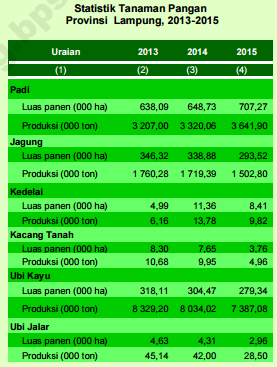 Statistik Tanaman Pangan
Provinsi Lampung, 2013-2015
Uraian 2013 2014 2015
(1) (2) (3) (4)
Padi
Luas panen (000 ha) 638,09 648,73 707,27
Produksi (000 ton) 3 207,00 3 320,06 3 641,90
Jagung
Luas panen (000 ha) 346,32 338,88 293,52
Produksi (000 ton) 1 760,28 1 719,39 1 502,80
Kedelai
Luas panen (000 ha) 4,99 11,36 8,41
Produksi (000 ton) 6,16 13,78 9,82
Kacang Tanah
Luas panen (000 ha) 8,30 7,65 3,76
Produksi (000 ton) 10,68 9,95 4,96
Ubi Kayu
Luas panen (000 ha) 318,11 304,47 279,34
Produksi (000 ton) 8 329,20 8 034,02 7 387,08
Ubi Jalar
Luas panen (000 ha) 4,63 4,31 2,96
Produksi (000 ton) 45,14 42,00 28,50